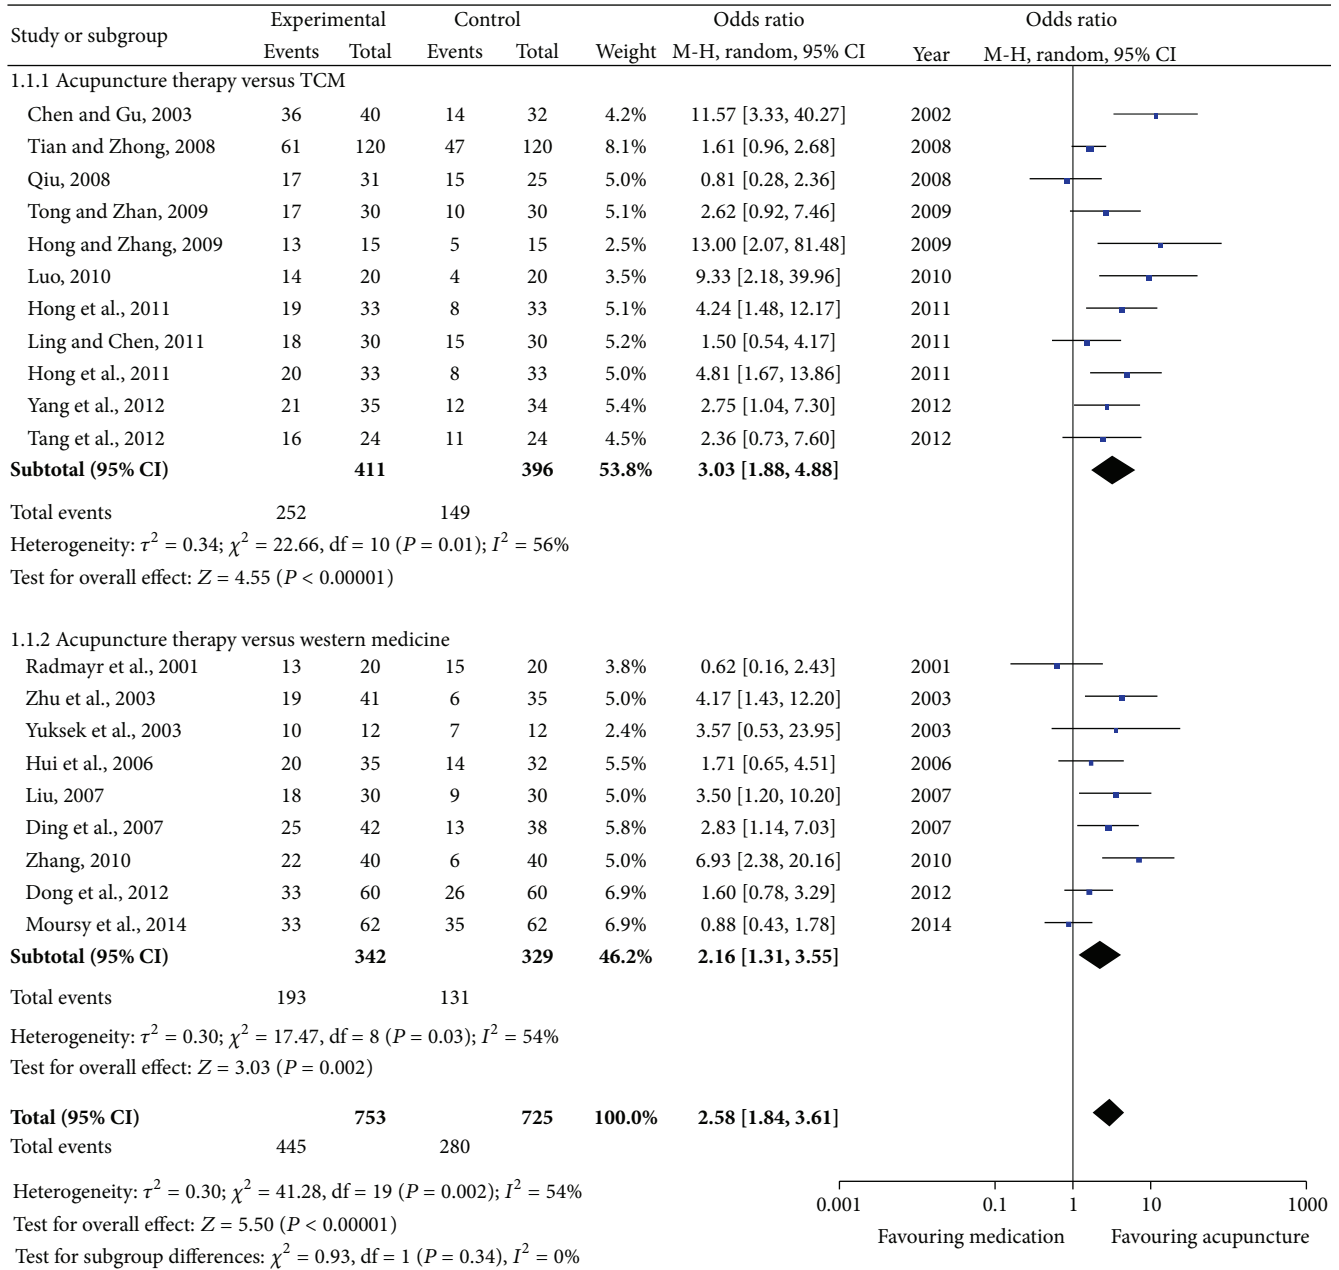 Study or subgroup Experimental Control Odds ratio Odds ratio
Events Total Events Total Weight M-H, random, 95% CI Year M-H, random, 95% CI
1.1.1 Acupuncture therapy versus TCM
Chen and Gu, 2003 36 40 14 32 4.2% 11.57 [3.33, 40.27] 2002
Tian and Zhong, 2008 61 120 47 120 8.1% 1.61 [0.96, 2.68] 2008
Qiu, 2008 17 31 15 25 5.0% 0.81 [0.28, 2.36] 2008
Tong and Zhan, 2009 17 30 10 30 5.1% 2.62 [0.92, 7.46] 2009
Hong and Zhang, 2009 13 15 5 15 2.5% 13.00 [2.07, 81.48] 2009
Luo, 2010 14 20 4 20 3.5% 9.33 [2.18, 39.96] 2010
Hong et al., 2011 19 33 8 33 5.1% 4.24 [1.48, 12.17] 2011
Ling and Chen, 2011 18 30 15 30 5.2% 1.50 [0.54, 4.17] 2011
Hong et al., 2011 20 33 8 33 5.0% 4.81 [1.67, 13.86] 2011
Yang et al., 2012 21 35 12 34 5.4% 2.75 [1.04, 7.30] 2012
Tang et al., 2012 16 24 11 24 4.5% 2.36 [0.73, 7.60] 2012
Subtotal (95% CI) 411 396 53.8% 3.03 [1.88, 4.88]
Total events 252 149
Heterogeneity: τ² = 0.34; χ² = 22.66, df = 10 (P = 0.01); I² = 56%
Test for overall effect: Z = 4.55 (P < 0.00001)
1.1.2 Acupuncture therapy versus western medicine
Radmayr et al., 2001 13 20 15 20 3.8% 0.62 [0.16, 2.43] 2001
Zhu et al., 2003 19 41 6 35 5.0% 4.17 [1.43, 12.20] 2003
Yuksek et al., 2003 10 12 7 12 2.4% 3.57 [0.53, 23.95] 2003
Hui et al., 2006 20 35 14 32 5.5% 1.71 [0.65, 4.51] 2006
Liu, 2007 18 30 9 30 5.0% 3.50 [1.20, 10.20] 2007
Ding et al., 2007 25 42 13 38 5.8% 2.83 [1.14, 7.03] 2007
Zhang, 2010 22 40 6 40 5.0% 6.93 [2.38, 20.16] 2010
Dong et al., 2012 33 60 26 60 6.9% 1.60 [0.78, 3.29] 2012
Moursy et al., 2014 33 62 35 62 6.9% 0.88 [0.43, 1.78] 2014
Subtotal (95% CI) 342 329 46.2% 2.16 [1.31, 3.55]
Total events 193 131
Heterogeneity: τ² = 0.30; χ² = 17.47, df = 8 (P = 0.03); I² = 54%
Test for overall effect: Z = 3.03 (P = 0.002)
Total (95% CI) 753 725 100.0% 2.58 [1.84, 3.61]
Total events 445 280
Heterogeneity: τ² = 0.30; χ² = 41.28, df = 19 (P = 0.002); I² = 54%
Test for overall effect: Z = 5.50 (P < 0.00001)
Test for subgroup differences: χ² = 0.93, df = 1 (P = 0.34), I² = 0%
0.001 0.1 1 10 1000
Favouring medication Favouring acupuncture